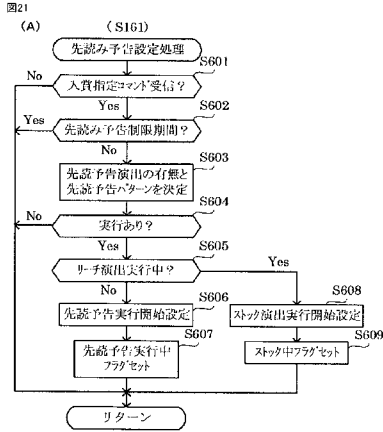 図21
(A)
(S161)
先読み予告設定処理
S601
No
入賞指定コマンド受信？
Yes
S602
Yes
先読み予告制限期間？
No
S603
先読予告演出の有無と
先読予告パターンを決定
S604
No
実行あり？
Yes
S605
リーチ演出実行中？
Yes
No
S606
S608
先読予告実行開始設定
ストック演出実行開始設定
S607
S609
先読予告実行中
フラグセット
ストック中フラグセット
リターン